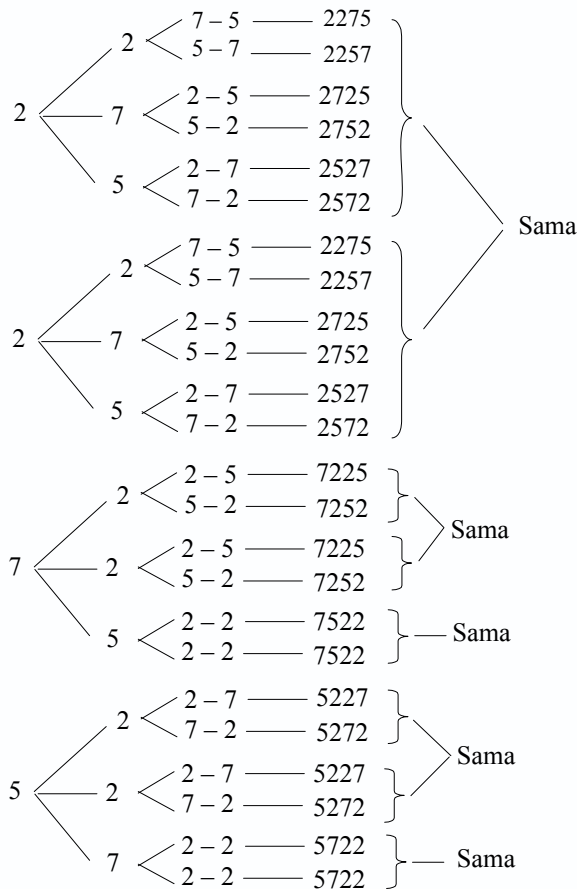 7 – 5 2275
2
5 – 7 2257
2 – 5 2725
2 7
5 – 2 2752
2 – 7 2527
5
7 – 2 2572
Sama
7 – 5 2275
2
5 – 7 2257
2 – 5 2725
2 7
5 – 2 2752
2 – 7 2527
5
7 – 2 2572
2 – 5 7225
2
5 – 2 7252
Sama
2 – 5 7225
7 2
5 – 2 7252
2 – 2 7522
5 Sama
2 – 2 7522
2 – 7 5227
2
7 – 2 5272
Sama
2 – 7 5227
5 2
7 – 2 5272
2 – 2 5722
7 Sama
2 – 2 5722